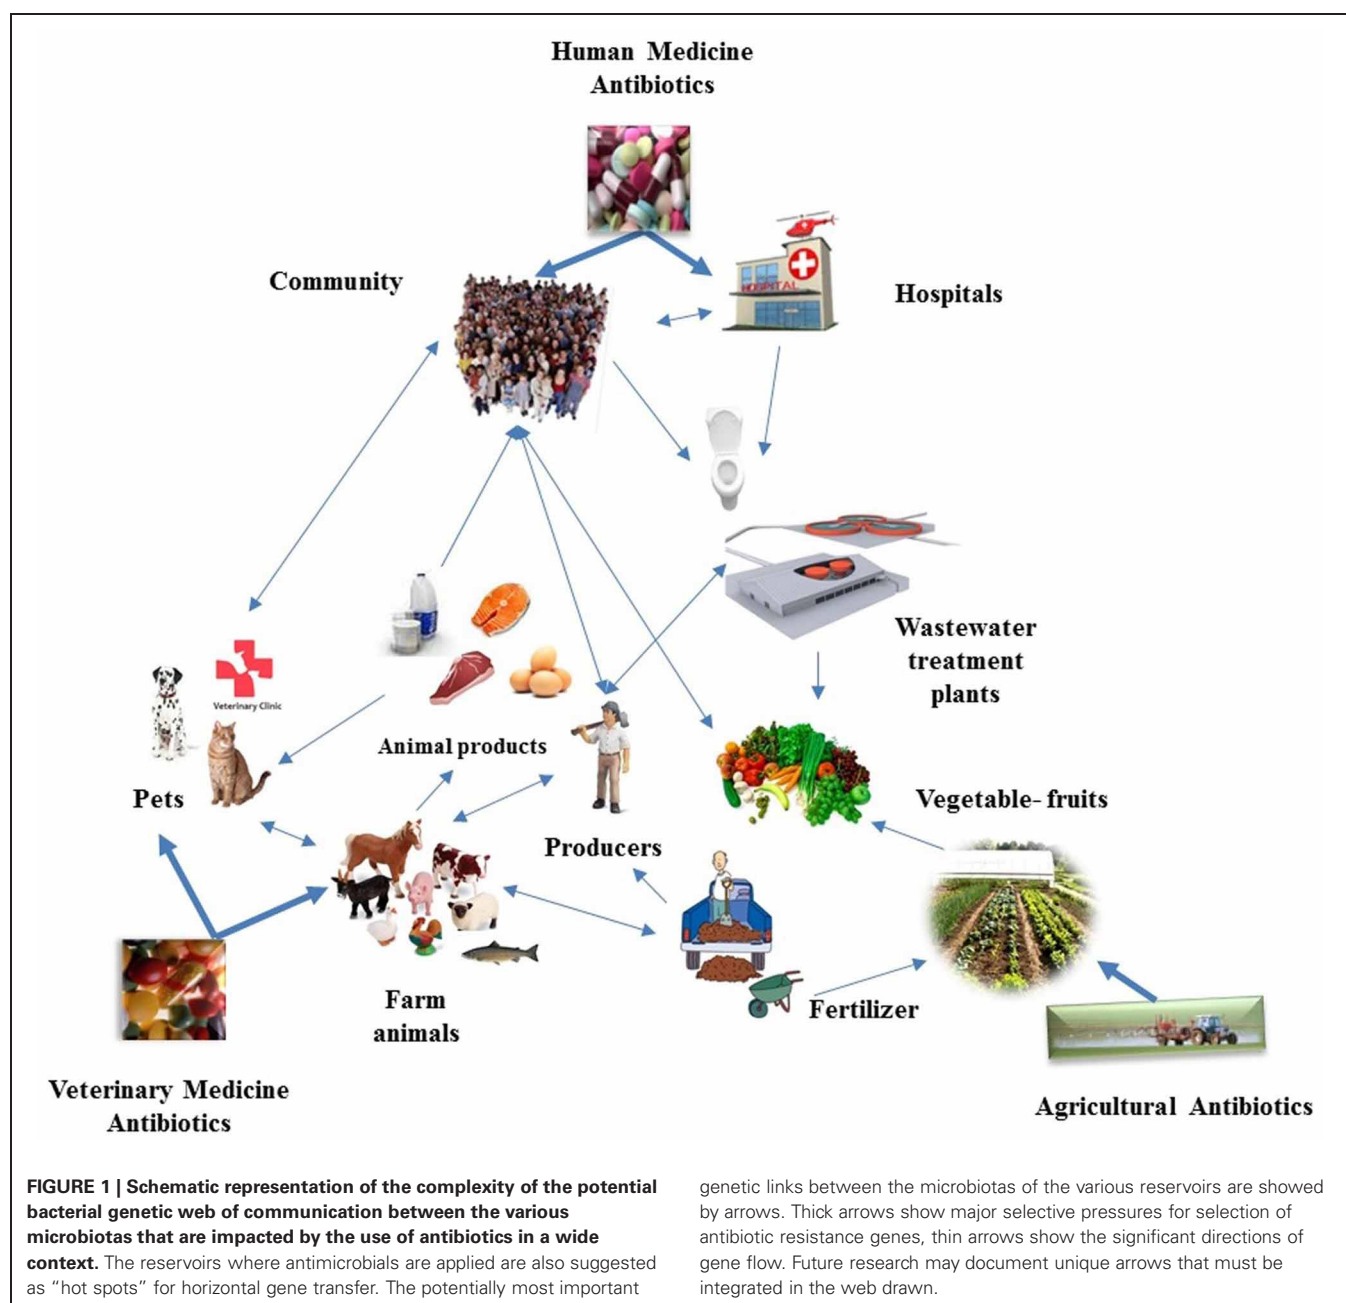 Human Medicine
Antibiotics
Community
HOSPITAL
Hospitals
Wastewater
treatment
plants
Veterinary Clinic
Animal products
Pets
Vegetable- fruits
Producers
Farm
animals
Fertilizer
Veterinary Medicine
Antibiotics
Agricultural Antibiotics
FIGURE 1 | Schematic representation of the complexity of the potential
bacterial genetic web of communication between the various
microbiotas that are impacted by the use of antibiotics in a wide
context. The reservoirs where antimicrobials are applied are also suggested
as “hot spots” for horizontal gene transfer. The potentially most important
genetic links between the microbiotas of the various reservoirs are showed
by arrows. Thick arrows show major selective pressures for selection of
antibiotic resistance genes, thin arrows show the significant directions of
gene flow. Future research may document unique arrows that must be
integrated in the web drawn.